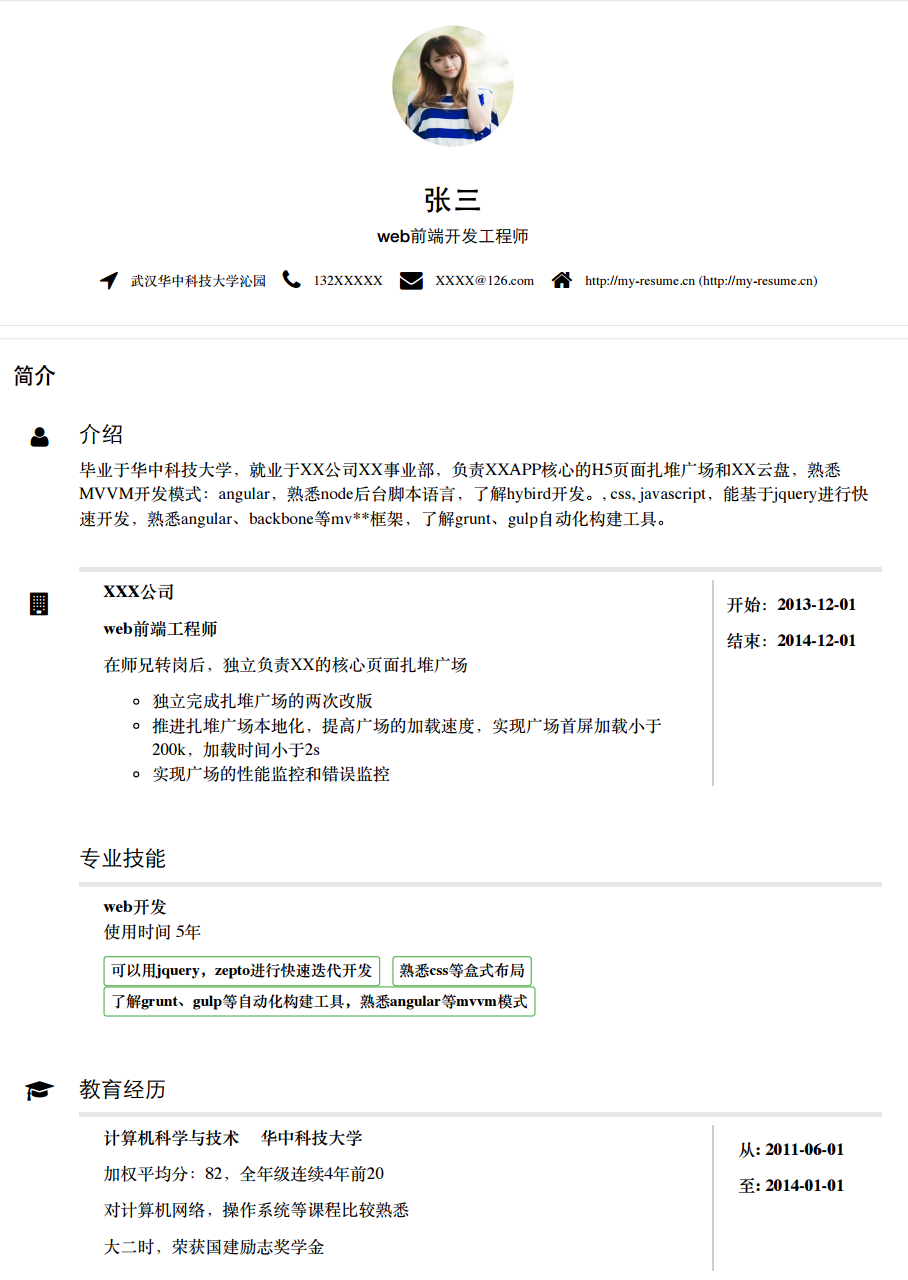 张三
web前端开发工程师
武汉华中科技大学沁园 132XXXXX XXXX@126.com http://my-resume.cn (http://my-resume.cn)
简介
介绍
毕业于华中科技大学，就业于XX公司XX事业部，负责XXAPP核心的H5页面扎堆广场和XX云盘，熟悉
MVVM开发模式：angular，熟悉node后台脚本语言，了解hybird开发。, css, javascript，能基于jquery进行快
速开发，熟悉angular、backbone等mv**框架，了解grunt、gulp自动化构建工具。
XXX公司
开始：2013-12-01
web前端工程师
结束：2014-12-01
在师兄转岗后，独立负责XX的核心页面扎堆广场
独立完成扎堆广场的两次改版
推进扎堆广场本地化，提高广场的加载速度，实现广场首屏加载小于
200k，加载时间小于2s
实现广场的性能监控和错误监控
专业技能
web开发
使用时间 5年
可以用jquery，zepto进行快速迭代开发 熟悉css等盒式布局
了解grunt、gulp等自动化构建工具，熟悉angular等mvvm模式
教育经历
计算机科学与技术 华中科技大学
从: 2011-06-01
加权平均分：82，全年级连续4年前20
至: 2014-01-01
对计算机网络，操作系统等课程比较熟悉
大二时，荣获国建励志奖学金